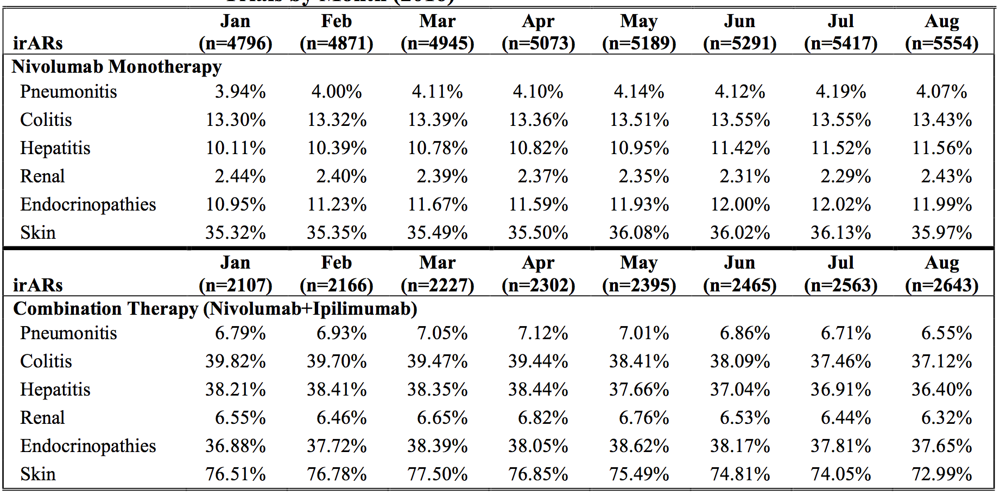 Trials by Month (2016)
Jan Feb Mar Apr May Jun Jul Aug
irARs (n=4796) (n=4871) (n=4945) (n=5073) (n=5189) (n=5291) (n=5417) (n=5554)
Nivolumab Monotherapy
Pneumonitis 3.94% 4.00% 4.11% 4.10% 4.14% 4.12% 4.19% 4.07%
Colitis 13.30% 13.32% 13.39% 13.36% 13.51% 13.55% 13.55% 13.43%
Hepatitis 10.11% 10.39% 10.78% 10.82% 10.95% 11.42% 11.52% 11.56%
Renal 2.44% 2.40% 2.39% 2.37% 2.35% 2.31% 2.29% 2.43%
Endocrinopathies 10.95% 11.23% 11.67% 11.59% 11.93% 12.00% 12.02% 11.99%
Skin 35.32% 35.35% 35.49% 35.50% 36.08% 36.02% 36.13% 35.97%
Jan Feb Mar Apr May Jun Jul Aug
irARs (n=2107) (n=2166) (n=2227) (n=2302) (n=2395) (n=2465) (n=2563) (n=2643)
Combination Therapy (Nivolumab+Ipilimumab)
Pneumonitis 6.79% 6.93% 7.05% 7.12% 7.01% 6.86% 6.71% 6.55%
Colitis 39.82% 39.70% 39.47% 39.44% 38.41% 38.09% 37.46% 37.12%
Hepatitis 38.21% 38.41% 38.35% 38.44% 37.66% 37.04% 36.91% 36.40%
Renal 6.55% 6.46% 6.65% 6.82% 6.76% 6.53% 6.44% 6.32%
Endocrinopathies 36.88% 37.72% 38.39% 38.05% 38.62% 38.17% 37.81% 37.65%
Skin 76.51% 76.78% 77.50% 76.85% 75.49% 74.81% 74.05% 72.99%